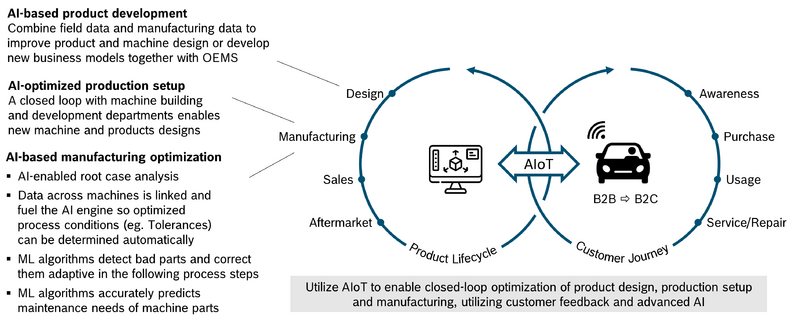 AI-based product development
Combine field data and manufacturing data to
improve product and machine design or develop
new business models together with OEMS
AI-optimized production setup
A closed loop with machine building
and development departments enables
new machine and products designs
AI-based manufacturing optimization
▪ AI-enabled root case analysis
▪ Data across machines is linked and
fuel the AI engine so optimized
process conditions (eg. Tolerances)
can be determined automatically
▪ ML algorithms detect bad parts and correct
them adaptive in the following process steps
▪ ML algorithms accurately predicts
maintenance needs of machine parts
Design
Manufacturing
Sales
Aftermarket
Product Lifecycle
AIoT
B2B ⇨ B2C
Awareness
Purchase
Usage
Service/Repair
Customer Journey
Utilize AIoT to enable closed-loop optimization of product design, production setup
and manufacturing, utilizing customer feedback and advanced AI